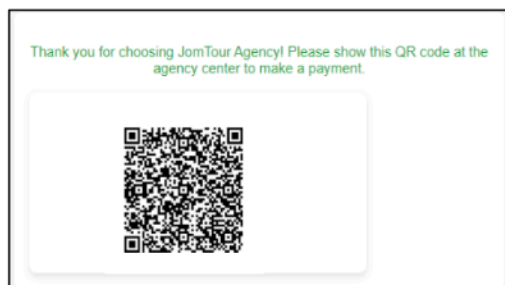 Thank you for choosing JomTour Agency! Please show this QR code at the
agency center to make a payment.